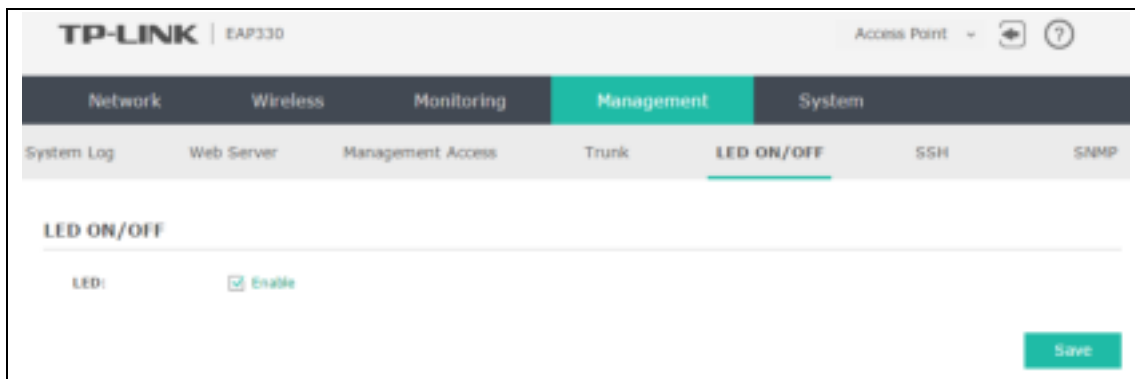 TP-LINK | EAP330 Access Point ?
Network Wireless Monitoring Management System
System Log Web Server Management Access Trunk LED ON/OFF SSH SNMP
LED ON/OFF
LED: Enable
Save